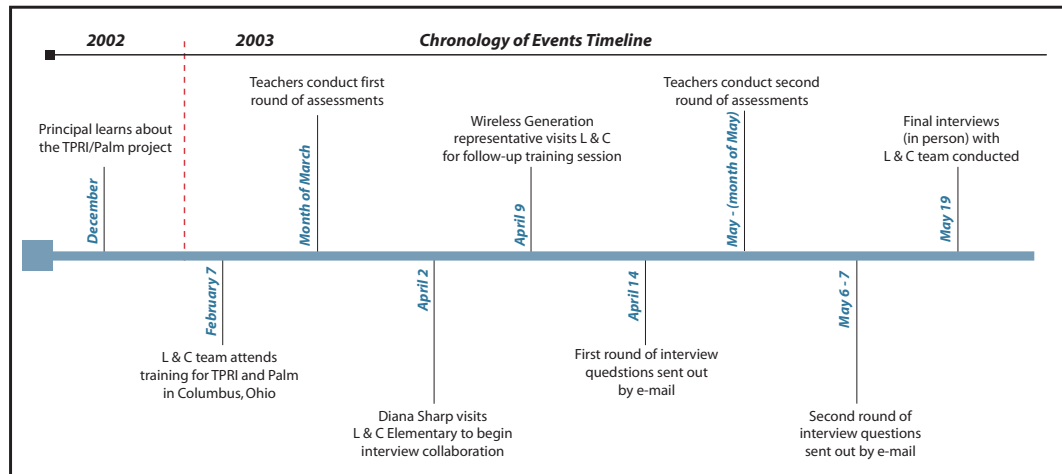 2002
2003
Chronology of Events Timeline
Principal learns about
the TPRI/Palm project
December
February 7
L & C team attends
training for TPRI and Palm
in Columbus, Ohio
Teachers conduct first
round of assessments
Month of March
April 2
Diana Sharp visits
L & C Elementary to begin
interview collaboration
Wireless Generation
representative visits L & C
for follow-up training session
April 9
April 14
First round of interview
quedstions sent out
by e-mail
Teachers conduct second
round of assessments
May - (month of May)
May 6 - 7
Second round of
interview questions
sent out by e-mail
Final interviews
(in person) with
L & C team conducted
May 19